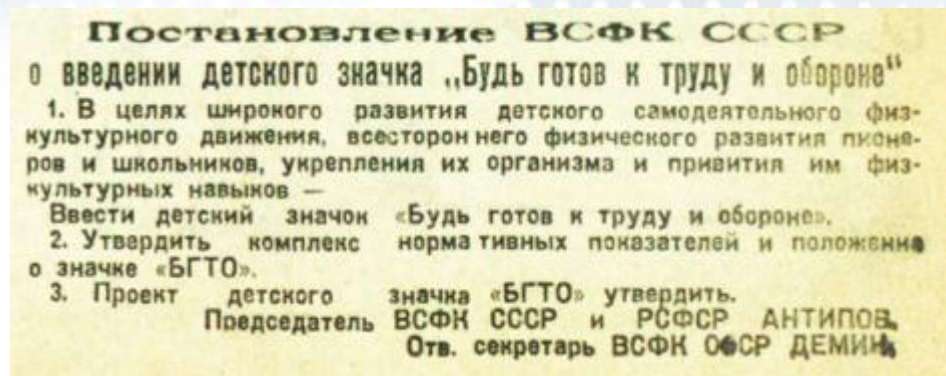 Постановление ВСФК СССР
о введении детского значка „Будь готов к труду и обороне"
1. В целях широкого развития детского самодеятельного физ-
культурного движения, всестороннего физического развития пионе-
ров и школьников, укрепления их организма и привития им физ-
культурных навыков —
Ввести детский значок «Будь готов к труду и обороне».
2. Утвердить комплекс нормативных показателей и положение
о значке «БГТО».
3. Проект детского значка «БГТО» утвердить.
Председатель ВСФК СССР и РСФСР АНТИПОВ.
Отв. секретарь ВСФК ДЕМИН.